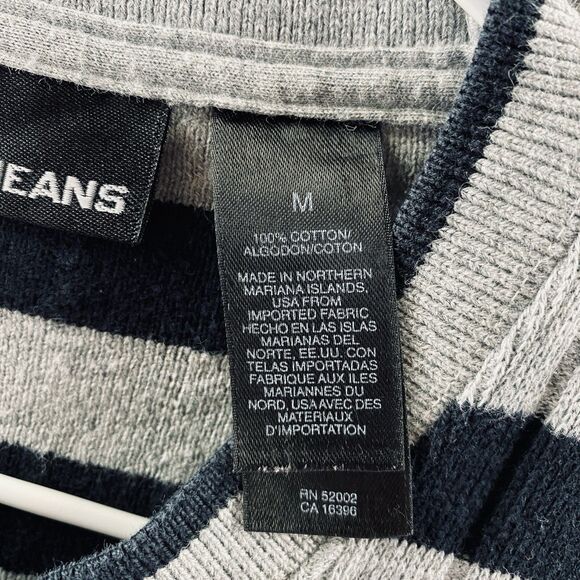 JEANS
M
100% COTTON/
ALGODON/COTON
MADE IN NORTHERN
MARIANA ISLANDS,
USA FROM
IMPORTED FABRIC
HECHO EN LAS ISLAS
MARIANAS DEL
NORTE, EE.UU. CON
TELAS IMPORTADAS
FABRIQUE AUX ILES
MARIANNES DU
NORD, USA AVEC DES
MATERIAUX
D'IMPORTATION
RN 52002
CA 16396